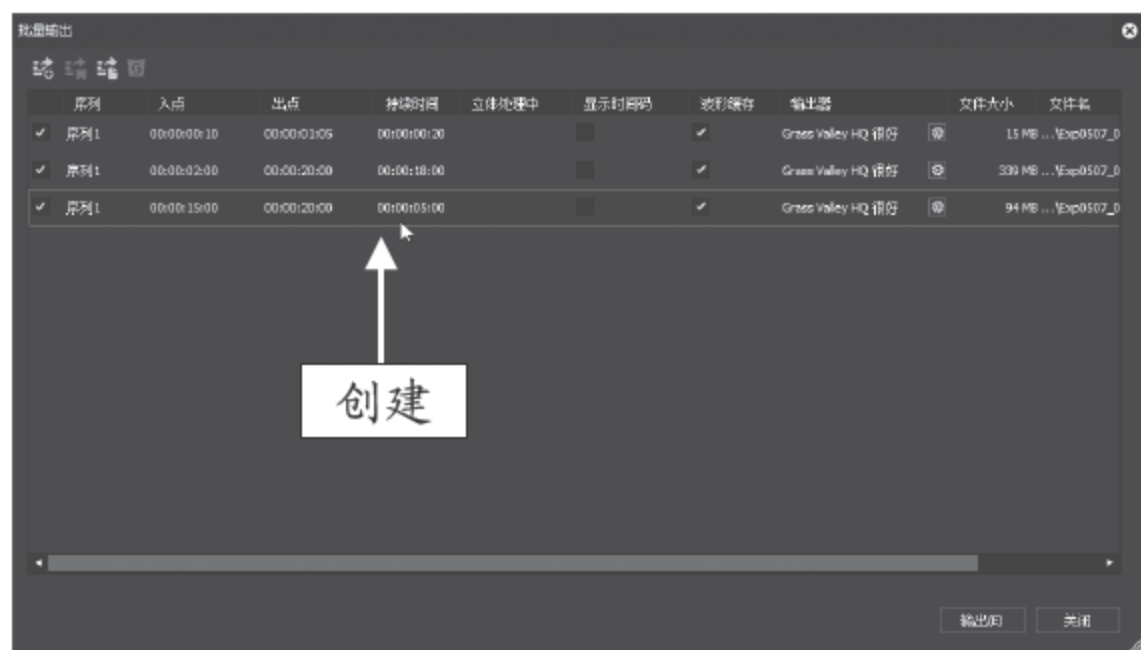 批量输出
序列 入点 出点 持续时间 立体处理中 显示时间码 波形缓存 输出器 文件大小 文件名
序列1 00:00:00:10 00:00:01:05 00:00:00:20 Grass Valley HQ 很好 15 MB ...\Exp0507_0
序列1 00:00:02:00 00:00:20:00 00:00:18:00 Grass Valley HQ 很好 339 MB ...\Exp0507_0
序列1 00:00:15:00 00:00:20:00 00:00:05:00 Grass Valley HQ 很好 94 MB ...\Exp0507_0
创建
输出(E) 关闭